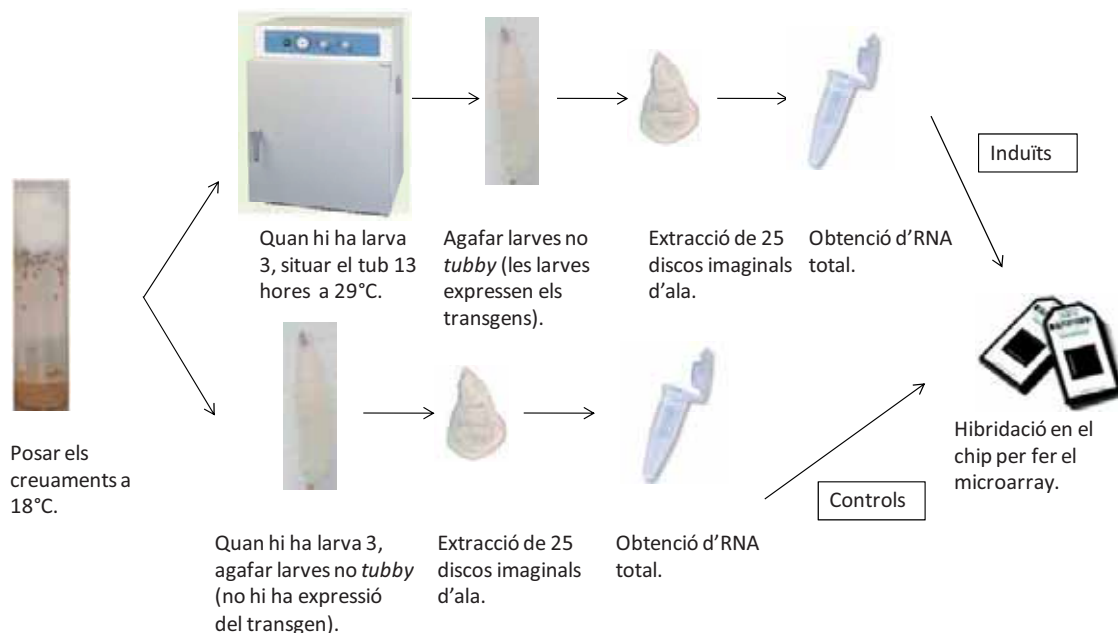 Induïts
Quan hi ha larva
3, situar el tub 13
hores a 29°C.
Agafar larves no
tubby (les larves
expressen els
transgens).
Extracció de 25
discos imaginals
d'ala.
Obtenció d'RNA
total.
Posar els
creuaments a
18°C.
Hibridació en el
chip per fer el
microarray.
Controls
Quan hi ha larva 3,
agafar larves no tubby
(no hi ha expressió
del transgen).
Extracció de 25
discos imaginals
d'ala.
Obtenció d'RNA
total.